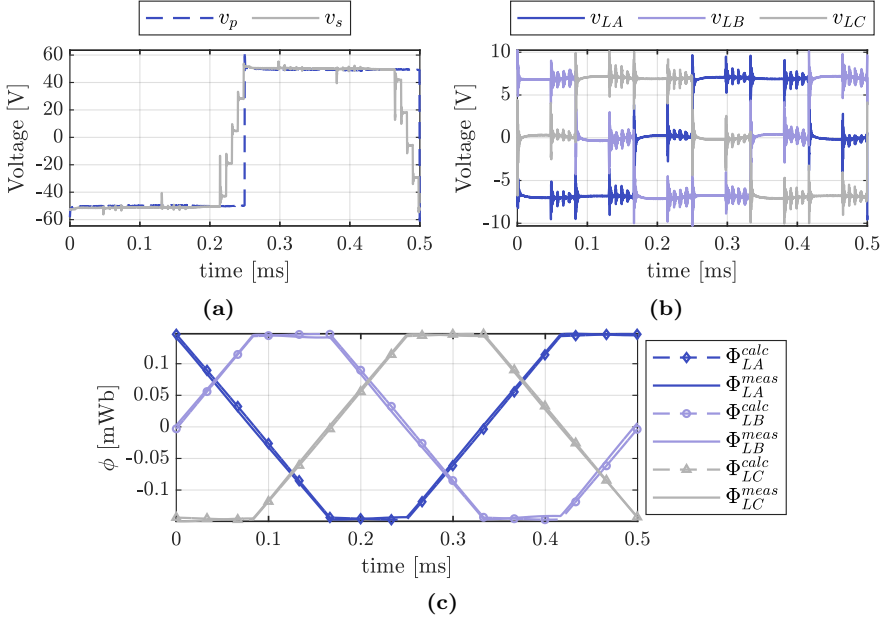 v_p v_s
v_LA v_LB v_LC
Voltage [V]
60
40
20
0
-20
-40
-60
0 0.1 0.2 0.3 0.4 0.5
time [ms]
(a)
Voltage [V]
10
5
0
-5
-10
0 0.1 0.2 0.3 0.4 0.5
time [ms]
(b)
ϕ [mWb]
0.1
0.05
0
-0.05
-0.1
0 0.1 0.2 0.3 0.4 0.5
time [ms]
Φ_LA^calc
Φ_LA^meas
Φ_LB^calc
Φ_LB^meas
Φ_LC^calc
Φ_LC^meas
(c)